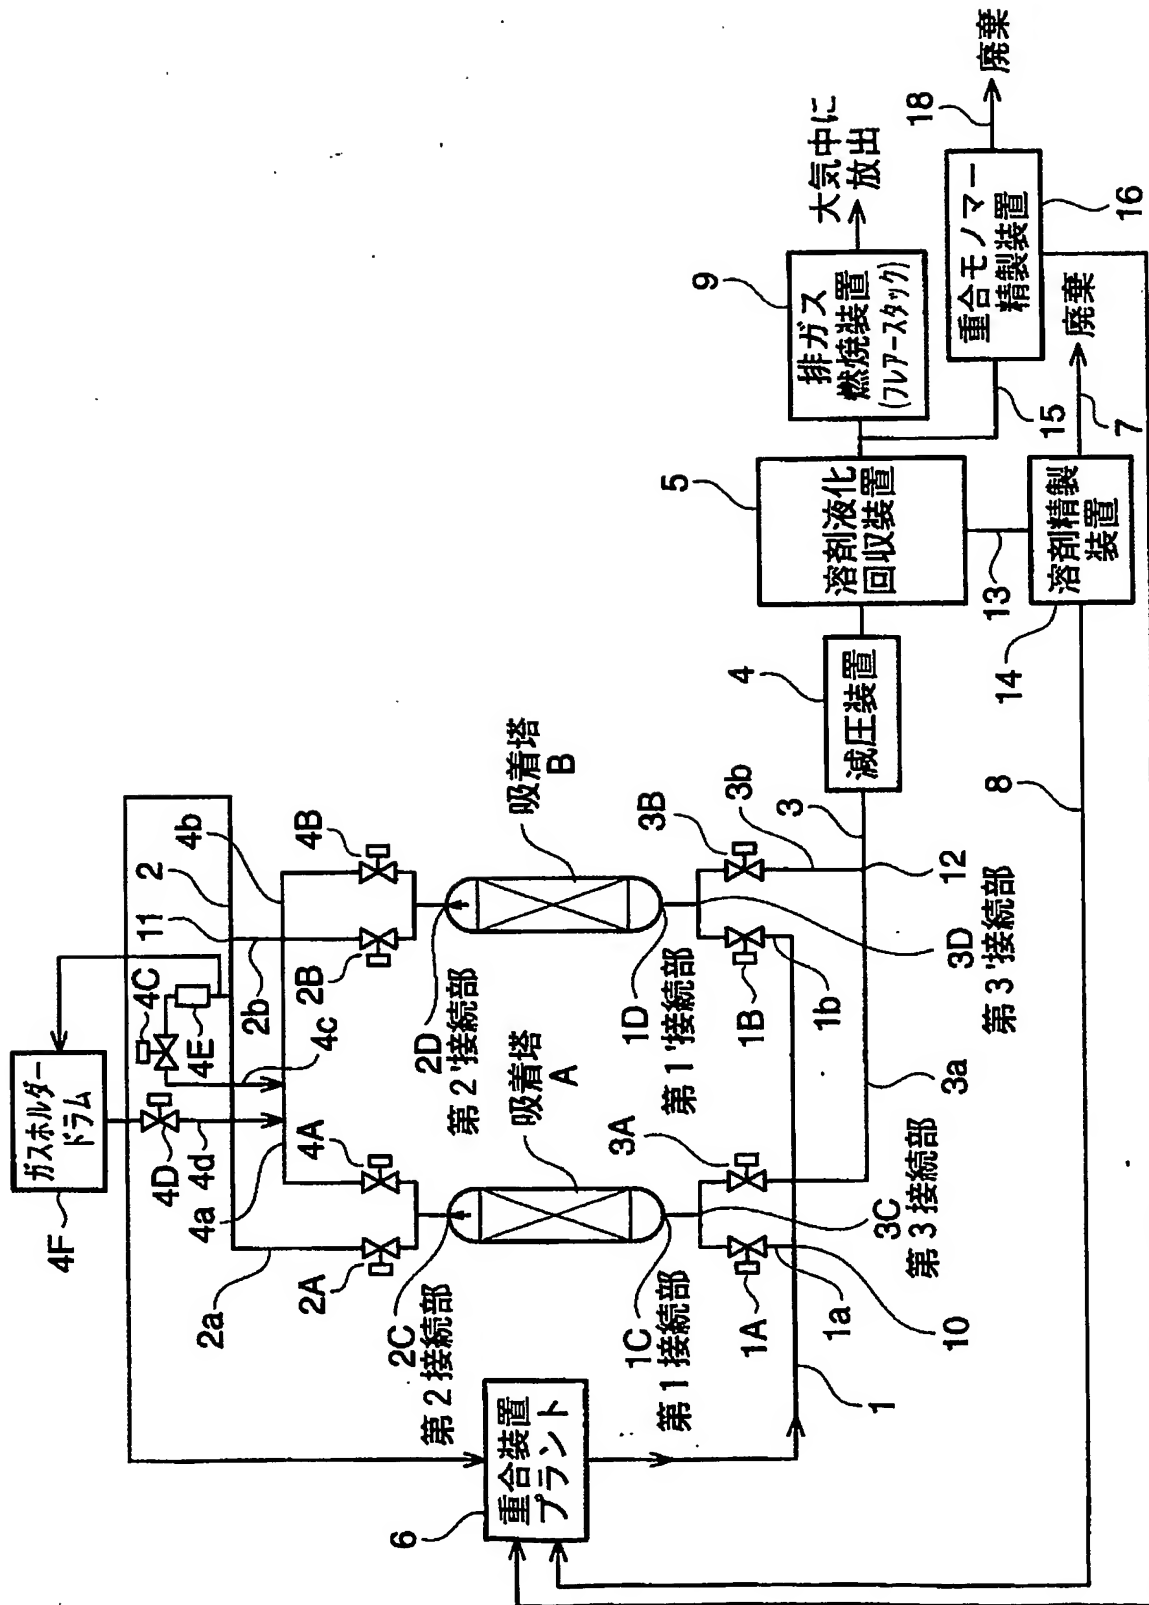 4F
ガスホルダー
ドラム
4D
4d
4C
4E
11
2
4a
2a
4c
2b
4b
2A
4A
2B
4B
2C
第2接続部
2D
第2'接続部
吸着塔
A
吸着塔
B
6
重合装置
プラント
1C
第1接続部
1D
第1'接続部
1A
3A
1B
3B
1a
1b
3b
10
3C
第3接続部
3D
第3'接続部
1
3a
3
12
4
減圧装置
5
溶剤液化
回収装置
9
排ガス
燃焼装置
(フレアースタック)
大気中に
放出
13
15
18
廃棄
重合モノマー
精製装置
16
8
14
溶剤精製
装置
7
廃棄